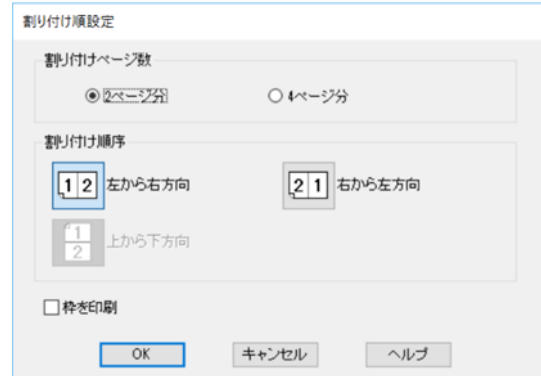 割り付け順設定
割り付けページ数
2ページ分
4ページ分
割り付け順序
1 2 左から右方向
2 1 右から左方向
1
2
上から下方向
枠を印刷
OK
キャンセル
ヘルプ